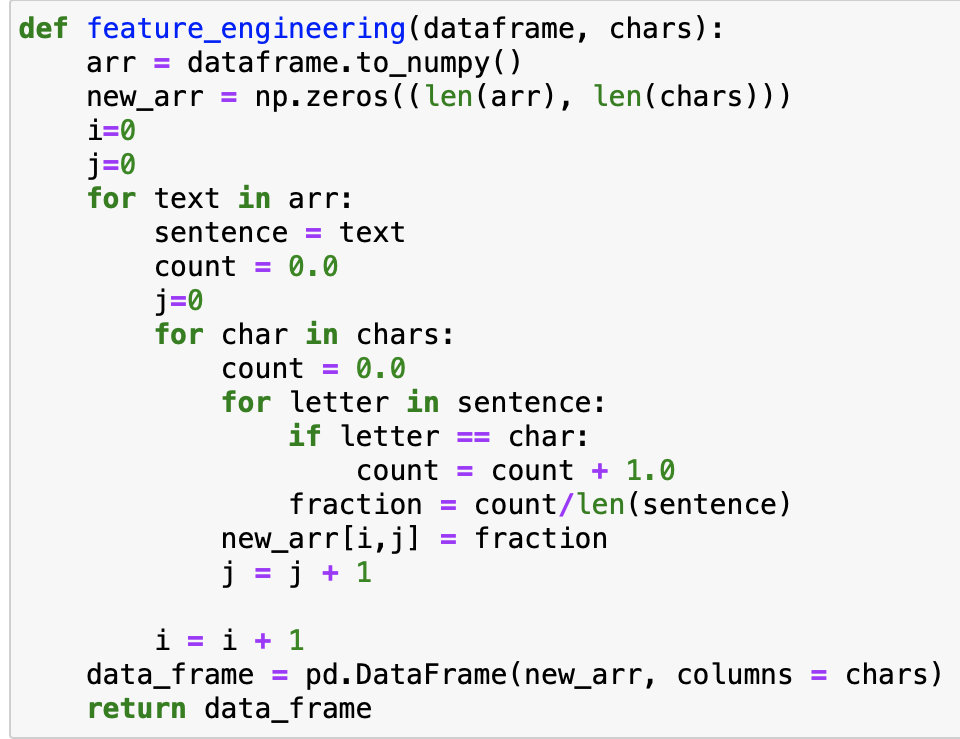 def feature_engineering(dataframe, chars):
    arr = dataframe.to_numpy()
    new_arr = np.zeros((len(arr), len(chars)))
    i=0
    j=0
    for text in arr:
        sentence = text
        count = 0.0
        j=0
        for char in chars:
            count = 0.0
            for letter in sentence:
                if letter == char:
                    count = count + 1.0
                fraction = count/len(sentence)
            new_arr[i,j] = fraction
            j = j + 1

        i = i + 1
    data_frame = pd.DataFrame(new_arr, columns = chars)
    return data_frame